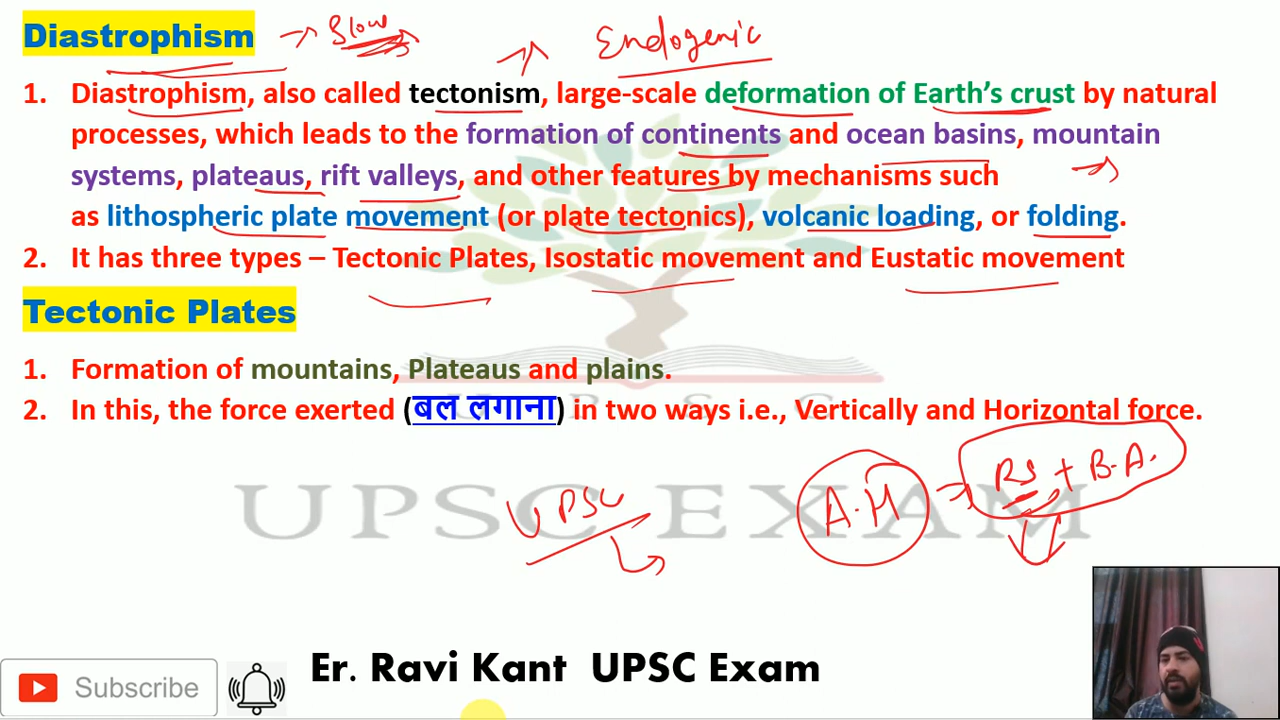 Diastrophism → Slow
Endogenic
1. Diastrophism, also called tectonism, large-scale deformation of Earth's crust by natural
processes, which leads to the formation of continents and ocean basins, mountain
systems, plateaus, rift valleys, and other features by mechanisms such
as lithospheric plate movement (or plate tectonics), volcanic loading, or folding.
2. It has three types – Tectonic Plates, Isostatic movement and Eustatic movement
Tectonic Plates
1. Formation of mountains, Plateaus and plains.
2. In this, the force exerted (बल लगाना) in two ways i.e., Vertically and Horizontal force.
A.M → RS + B.A.
UPSC
UPSC EXAM
Er. Ravi Kant UPSC Exam
Subscribe